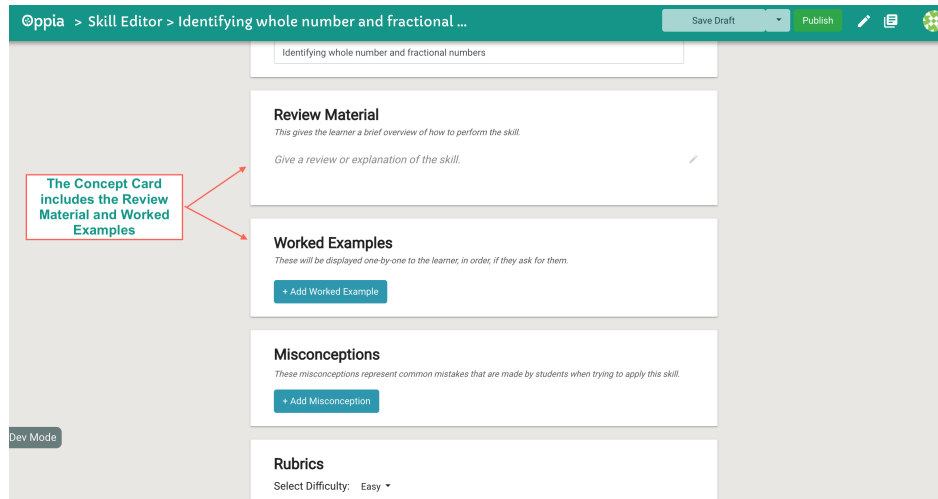 Oppia > Skill Editor > Identifying whole number and fractional ...
Save Draft
Publish
Identifying whole number and fractional numbers
Review Material
This gives the learner a brief overview of how to perform the skill.
Give a review or explanation of the skill.
The Concept Card
includes the Review
Material and Worked
Examples
Worked Examples
These will be displayed one-by-one to the learner, in order, if they ask for them.
+ Add Worked Example
Misconceptions
These misconceptions represent common mistakes that are made by students when trying to apply this skill.
+ Add Misconception
Dev Mode
Rubrics
Select Difficulty: Easy